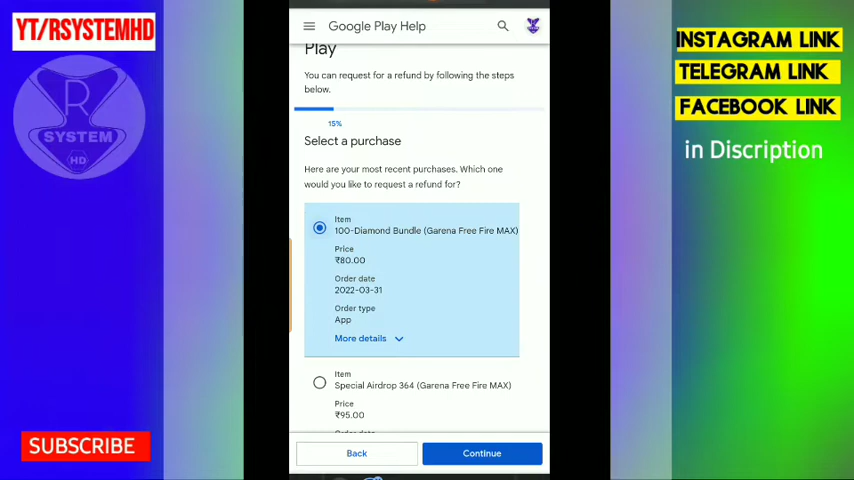 YT/RSYSTEMHD
R
SYSTEM
HD
SUBSCRIBE
Google Play Help
Play
You can request for a refund by following the steps
below.
15%
Select a purchase
Here are your most recent purchases. Which one
would you like to request a refund for?
Item
100-Diamond Bundle (Garena Free Fire MAX)
Price
₹80.00
Order date
2022-03-31
Order type
App
More details
Item
Special Airdrop 364 (Garena Free Fire MAX)
Price
₹95.00
Order date
Back
Continue
INSTAGRAM LINK
TELEGRAM LINK
FACEBOOK LINK
in Discription